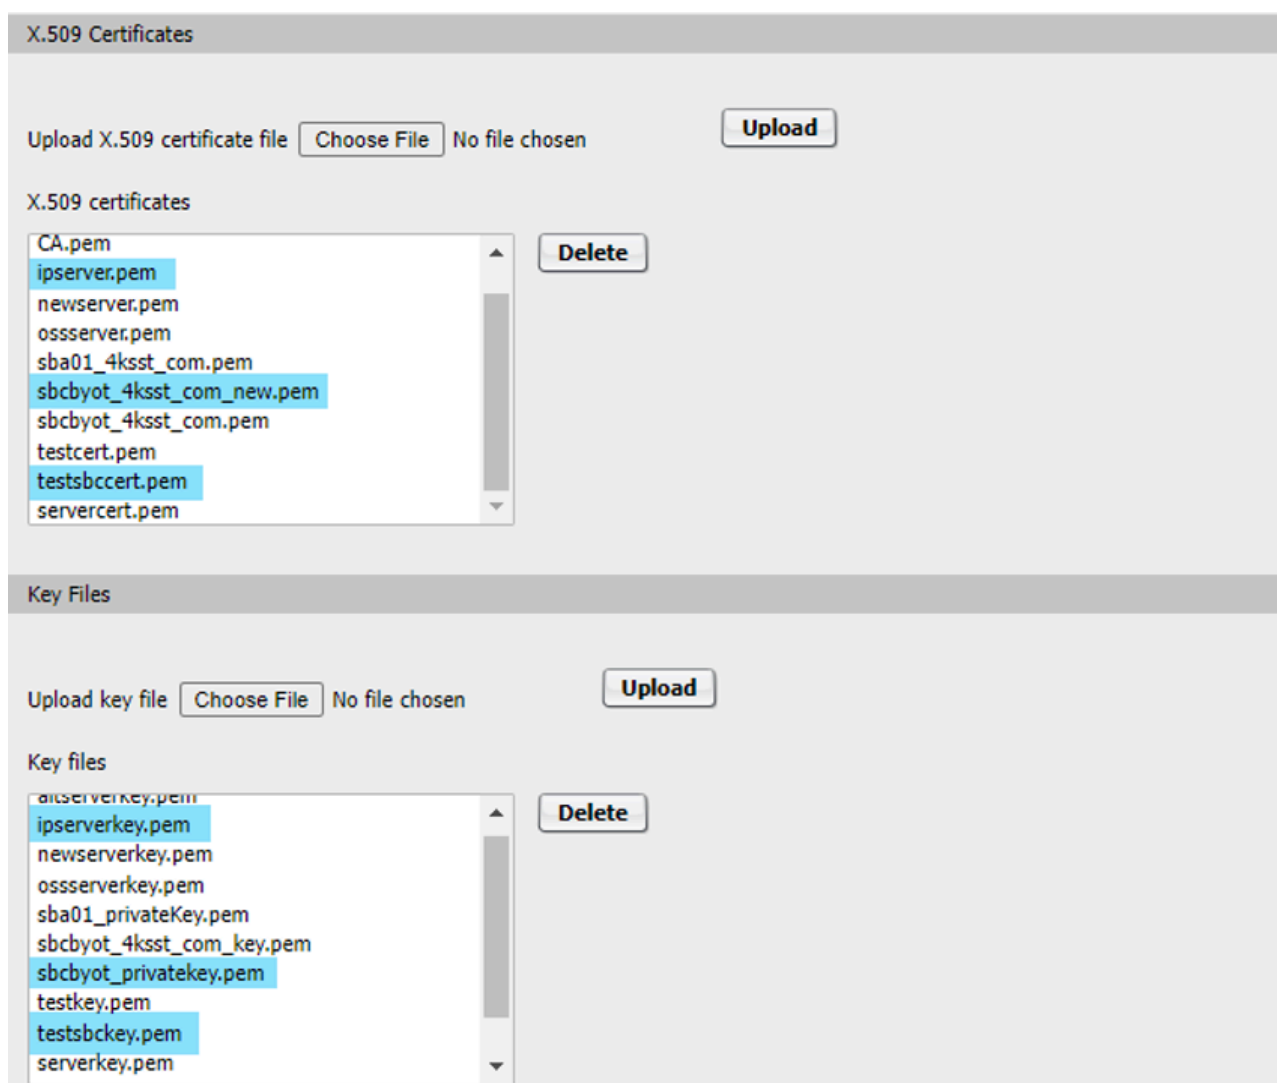 X.509 Certificates
Upload X.509 certificate file Choose File No file chosen Upload
X.509 certificates
CA.pem
Delete
ipserver.pem
newserver.pem
ossserver.pem
sba01_4ksst_com.pem
sbcbyot_4ksst_com_new.pem
sbcbyot_4ksst_com.pem
testcert.pem
testsbccert.pem
servercert.pem
Key Files
Upload key file Choose File No file chosen Upload
Key files
altserverkey.pem
Delete
ipserverkey.pem
newserverkey.pem
ossserverkey.pem
sba01_privateKey.pem
sbcbyot_4ksst_com_key.pem
sbcbyot_privatekey.pem
testkey.pem
testsbckey.pem
serverkey.pem